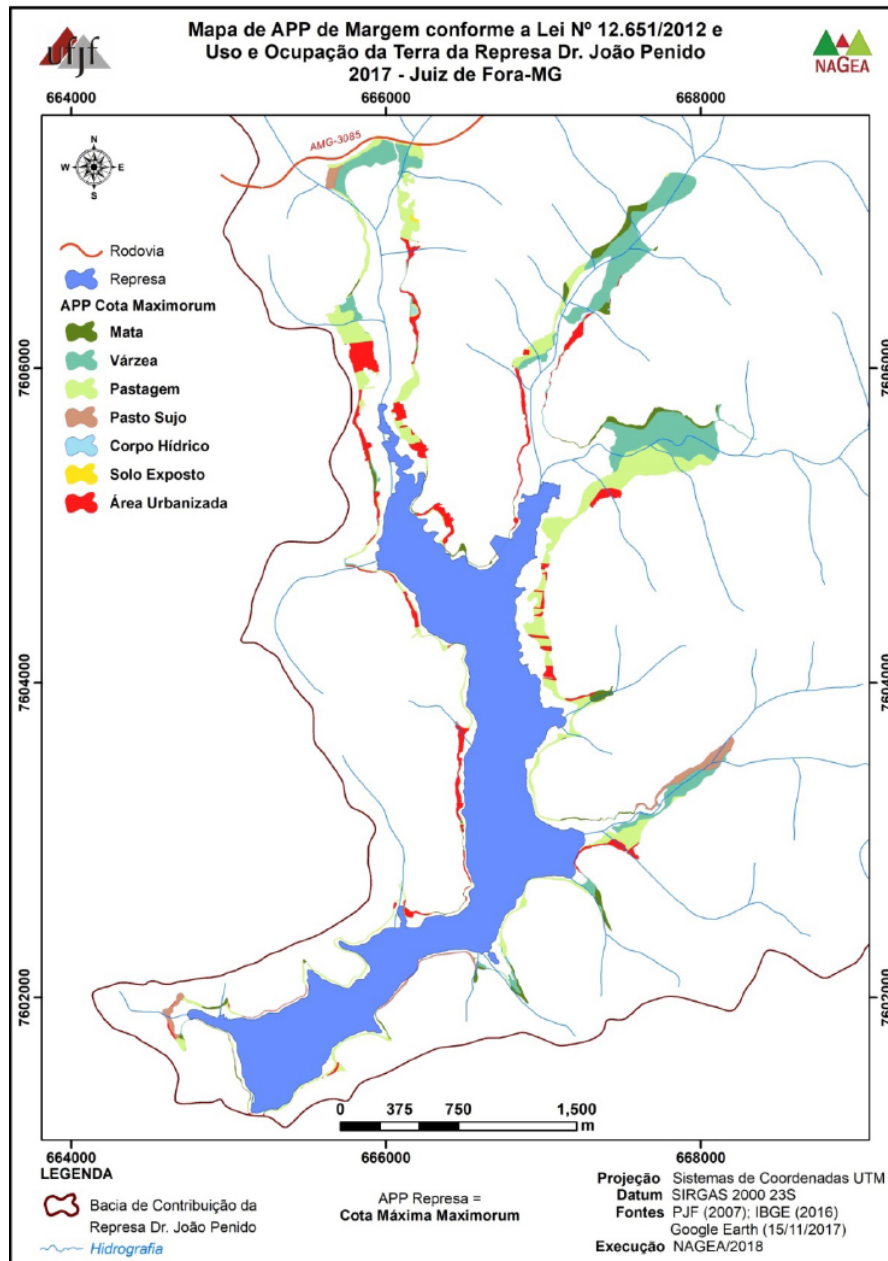 ufjf
Mapa de APP de Margem conforme a Lei Nº 12.651/2012 e
Uso e Ocupação da Terra da Represa Dr. João Penido
2017 - Juiz de Fora-MG
NAGEA
664000
666000
668000
AMG-3085
N
W
E
S
Rodovia
Represa
APP Cota Maximorum
Mata
Várzea
Pastagem
Pasto Sujo
Corpo Hídrico
Solo Exposto
Área Urbanizada
7606000
7606000
7604000
7604000
7602000
7602000
0 375 750 1,500
m
664000
666000
668000
LEGENDA
Bacia de Contribuição da
Represa Dr. João Penido
Hidrografia
APP Represa =
Cota Máxima Maximorum
Projeção Sistemas de Coordenadas UTM
Datum SIRGAS 2000 23S
Fontes PJF (2007); IBGE (2016)
Google Earth (15/11/2017)
Execução NAGEA/2018